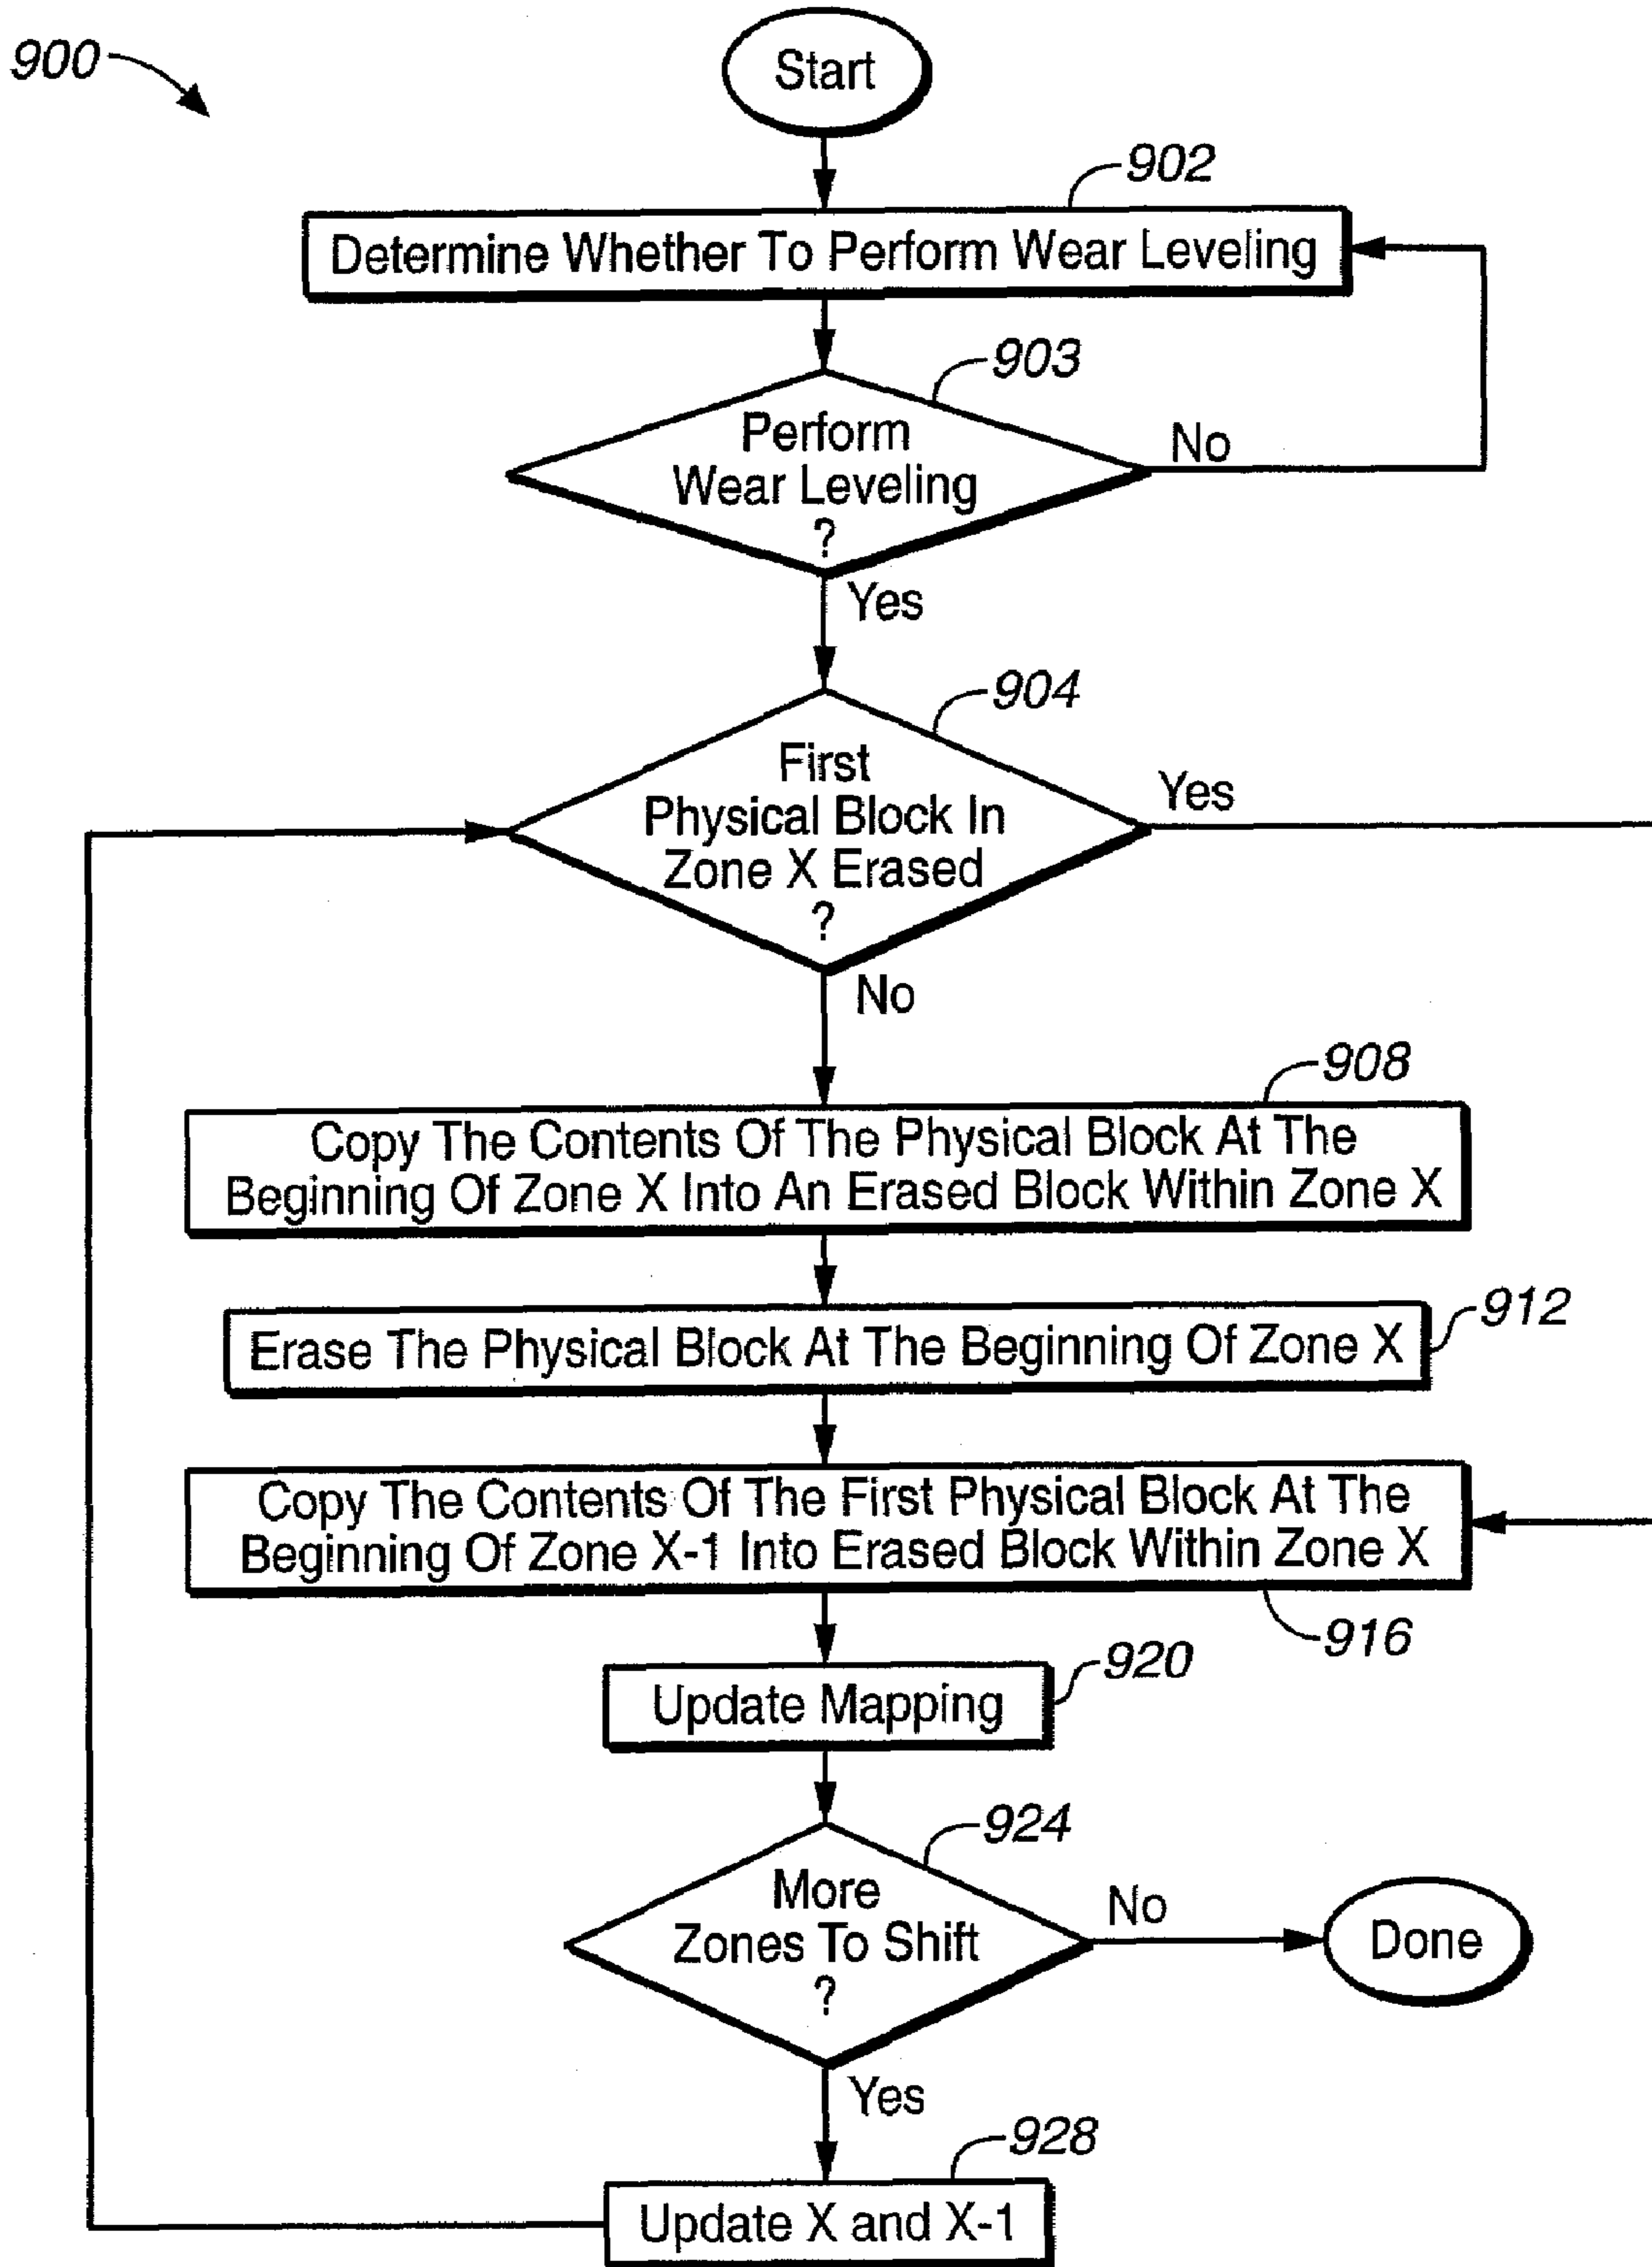 900
Start
902
Determine Whether To Perform Wear Leveling
903
Perform
Wear Leveling
?
No
Yes
904
First
Physical Block In
Zone X Erased
?
Yes
No
908
Copy The Contents Of The Physical Block At The
Beginning Of Zone X Into An Erased Block Within Zone X
912
Erase The Physical Block At The Beginning Of Zone X
Copy The Contents Of The First Physical Block At The
Beginning Of Zone X-1 Into Erased Block Within Zone X
916
920
Update Mapping
924
More
Zones To Shift
?
No
Done
Yes
928
Update X and X-1